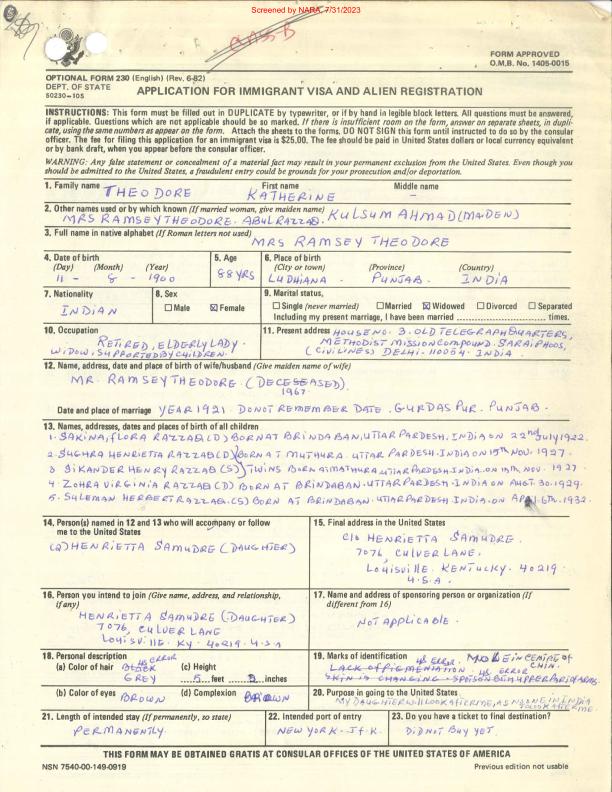 Screened by NARA, 7/31/2023
FORM APPROVED
O.M.B. No. 1405-0015
OPTIONAL FORM 230 (English) (Rev. 6-82)
DEPT. OF STATE
50230-105
APPLICATION FOR IMMIGRANT VISA AND ALIEN REGISTRATION
INSTRUCTIONS: This form must be filled out in DUPLICATE by typewriter, or if by hand in legible block letters. All questions must be answered,
if applicable. Questions which are not applicable should be so marked. If there is insufficient room on the form, answer on separate sheets, in dupli-
cate, using the same numbers as appear on the form. Attach the sheets to the forms. DO NOT SIGN this form until instructed to do so by the consular
officer. The fee for filing this application for an immigrant visa is $25.00. The fee should be paid in United States dollars or local currency equivalent
or by bank draft, when you appear before the consular officer.
WARNING: Any false statement or concealment of a material fact may result in your permanent exclusion from the United States. Even though you
should be admitted to the United States, a fraudulent entry could be grounds for your prosecution and/or deportation.
1. Family name First name Middle name
THEODORE KATHERINE –
2. Other names used or by which known (If married woman, give maiden name)
MRS RAMSEY THEODORE. ABUL RAZZAQ. KULSUM AHMAD (MAIDEN)
3. Full name in native alphabet (If Roman letters not used)
MRS RAMSEY THEODORE
4. Date of birth
(Day) (Month) (Year)
11 - 8 - 1900
5. Age
88 YRS
6. Place of birth
(City or town) (Province) (Country)
LUDHIANA. PUNJAB. INDIA
7. Nationality
INDIAN
8. Sex
☐ Male ☒ Female
9. Marital status,
☐ Single (never married) ☐ Married ☒ Widowed ☐ Divorced ☐ Separated
Including my present marriage, I have been married times.
10. Occupation
RETIRED, ELDERLY LADY.
WIDOW, SUPPORTED BY CHILDREN.
11. Present address HOUSE NO. 3. OLD TELEGRAPH QUARTERS,
METHODIST MISSION COMPOUND. SARAI PHOOS,
(CIVIL LINES) DELHI. 110054. INDIA.
12. Name, address, date and place of birth of wife/husband (Give maiden name of wife)
MR. RAMSEY THEODORE. (DECESEASED)
1967.
Date and place of marriage YEAR 1921. DO NOT REMEMBER DATE. GURDASPUR. PUNJAB.
13. Names, addresses, dates and places of birth of all children
1. SAKINA, FLORA RAZZAQ (D) BORN AT BRINDABAN, UTTAR PARDESH, INDIA ON 22nd JULY 1922.
2. SUGHRA HENRIETTA RAZZAQ (D) BORN AT MUTHURA. UTTAR PARDESH. INDIA ON 15th NOV. 1927.
3 SIKANDER HENRY RAZZAQ (S) TWINS BORN AT MATHURA UTTAR PARDESH. INDIA. ON 15th NOV. 1927
4. ZOHRA VIRGINIA RAZZAQ (D) BORN AT BRINDABAN. UTTAR PARDESH. INDIA ON AUGT. 30. 1929.
5. SULEMAN HERBERT RAZZAQ. (S) BORN AT BRINDABAN. UTTAR PARDESH. INDIA. ON 6th. 1932.
14. Person(s) named in 12 and 13 who will accompany or follow
me to the United States
(2) HENRIETTA SAMUDRE (DAUGHTER)
15. Final address in the United States
C/O HENRIETTA SAMUDRE.
7076, CULVER LANE,
LOUISVILLE. KENTUCKY. 40219.
U.S.A.
16. Person you intend to join (Give name, address, and relationship,
if any)
HENRIETTA SAMUDRE (DAUGHTER)
7076, CULVER LANE
LOUISVILLE. KY. 40219. U.S.A
17. Name and address of sponsoring person or organization (If
different from 16)
NOT APPLICABLE.
18. Personal description
(a) Color of hair BLACK ERROR
GREY
(c) Height
5 feet inches
(b) Color of eyes BROWN (d) Complexion BROWN
19. Marks of identification ERROR. MOLE IN CENTRE OF
CHIN.
LACK OF PIGMENTATION. ERROR
20. Purpose in going to the United States
MY DAUGHTER WILL LOOK AFTER ME, AS NO ONE IN INDIA
TO LOOK AFTER ME.
21. Length of intended stay (If permanently, so state)
PERMANENTLY.
22. Intended port of entry
NEW YORK. J.F.K.
23. Do you have a ticket to final destination?
DID NOT BUY YET.
THIS FORM MAY BE OBTAINED GRATIS AT CONSULAR OFFICES OF THE UNITED STATES OF AMERICA
NSN 7540-00-149-0919
Previous edition not usable